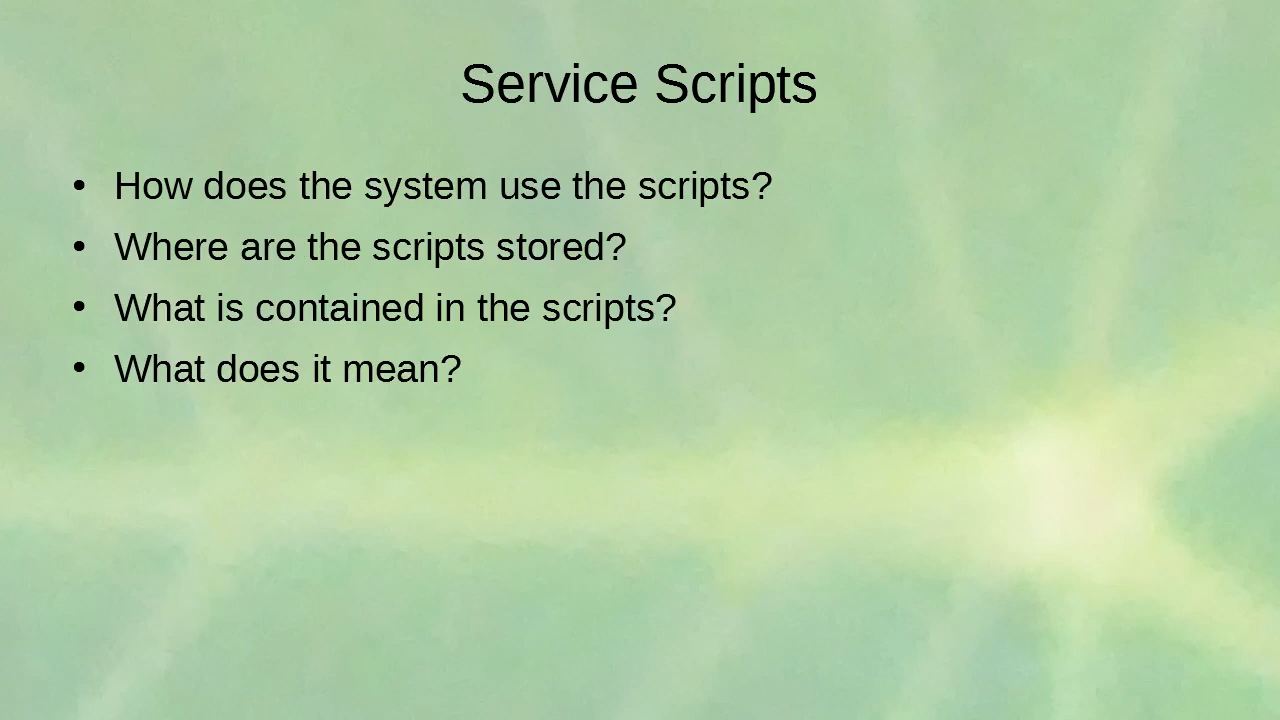 Service Scripts
• How does the system use the scripts?
• Where are the scripts stored?
• What is contained in the scripts?
• What does it mean?